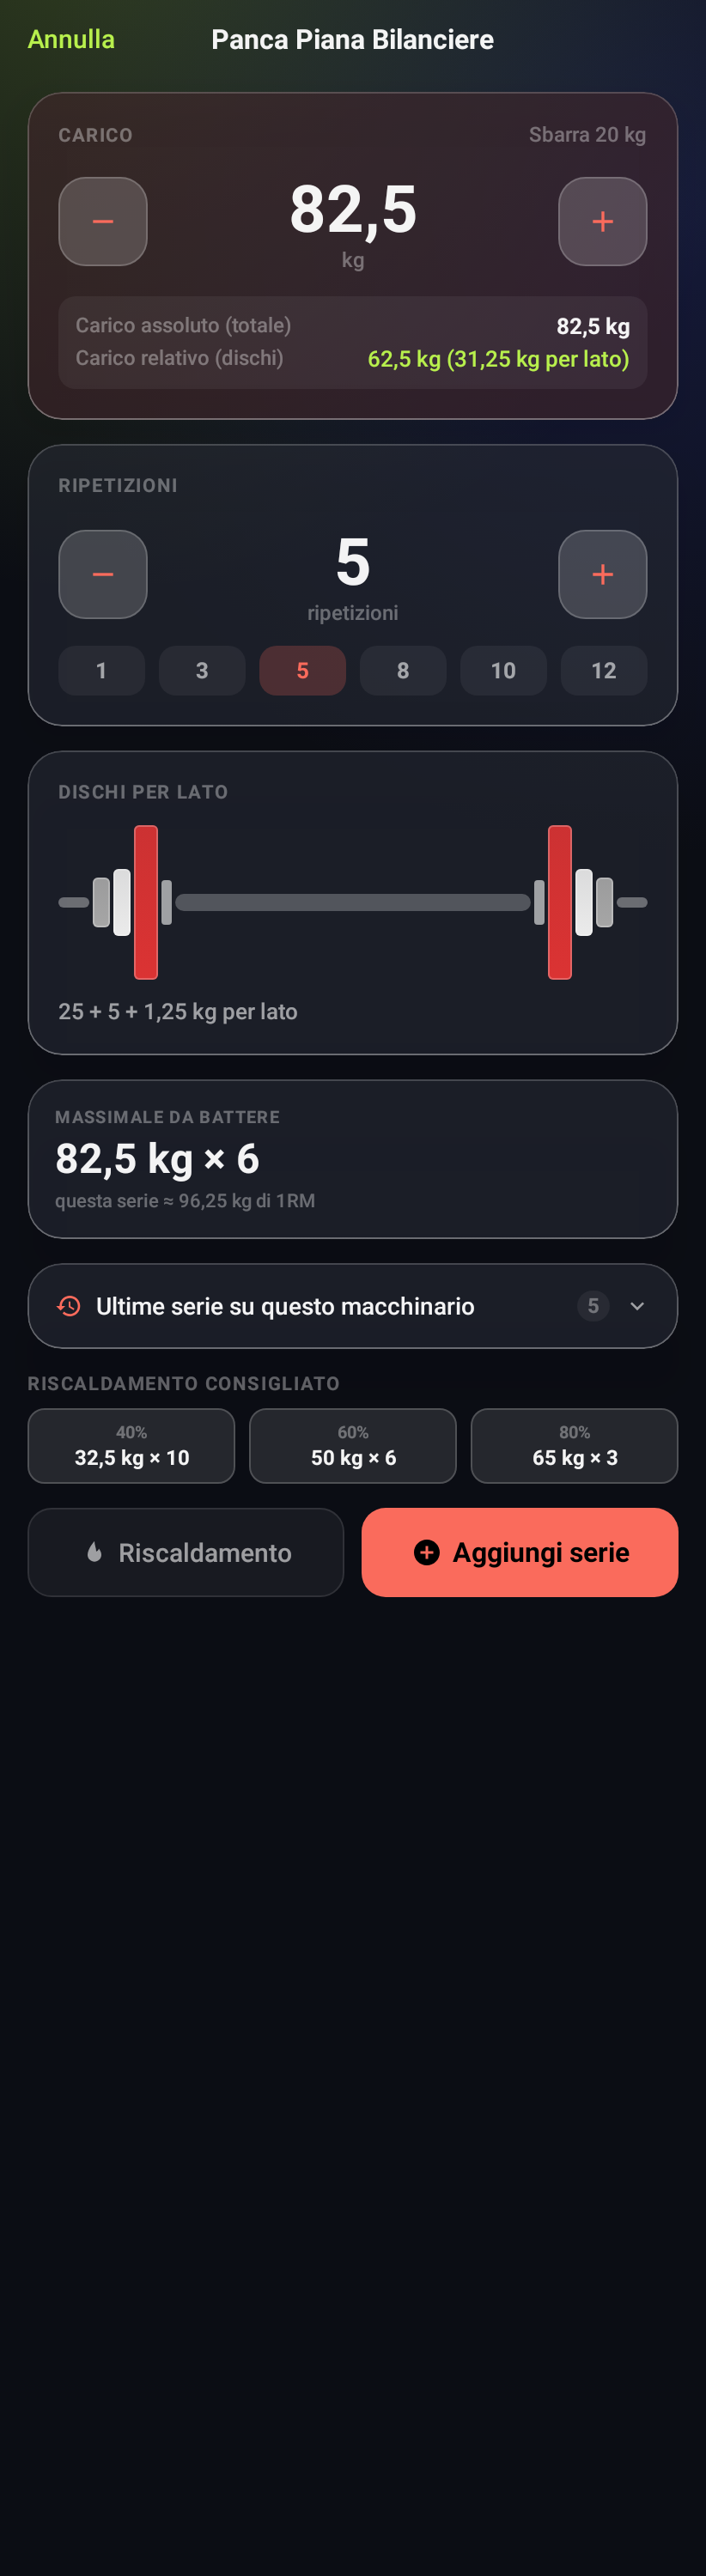 Annulla
Panca Piana Bilanciere
CARICO
Sbarra 20 kg
82,5
kg
Carico assoluto (totale)
82,5 kg
Carico relativo (dischi)
62,5 kg (31,25 kg per lato)
RIPETIZIONI
5
ripetizioni
1
3
5
8
10
12
DISCHI PER LATO
25 + 5 + 1,25 kg per lato
MASSIMALE DA BATTERE
82,5 kg × 6
questa serie ≈ 96,25 kg di 1RM
Ultime serie su questo macchinario
5
RISCALDAMENTO CONSIGLIATO
40%
32,5 kg × 10
60%
50 kg × 6
80%
65 kg × 3
Riscaldamento
Aggiungi serie